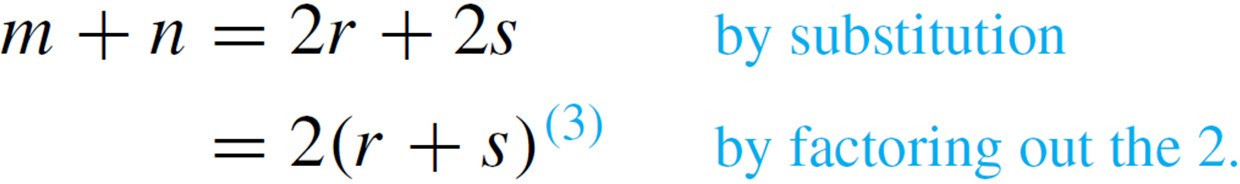 m + n = 2r + 2s by substitution
= 2(r + s)⁽³⁾ by factoring out the 2.